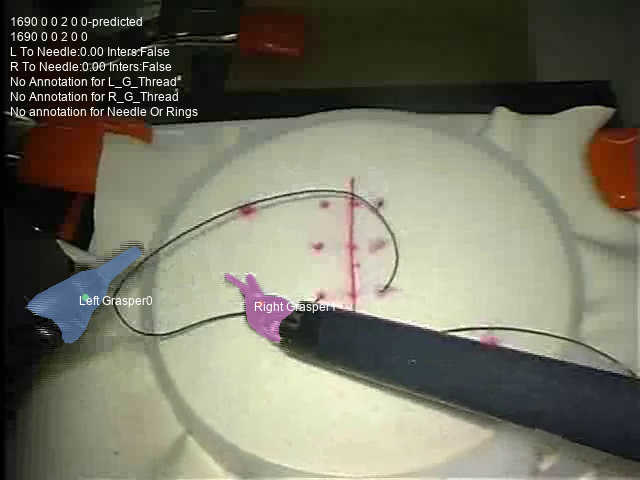 1690 0 0 2 0 0-predicted
1690 0 0 2 0 0
L To Needle:0.00 Inters:False
R To Needle:0.00 Inters:False
No Annotation for L_G_Thread
No Annotation for R_G_Thread
No annotation for Needle Or Rings
Left Grasper0
Right Grasper1